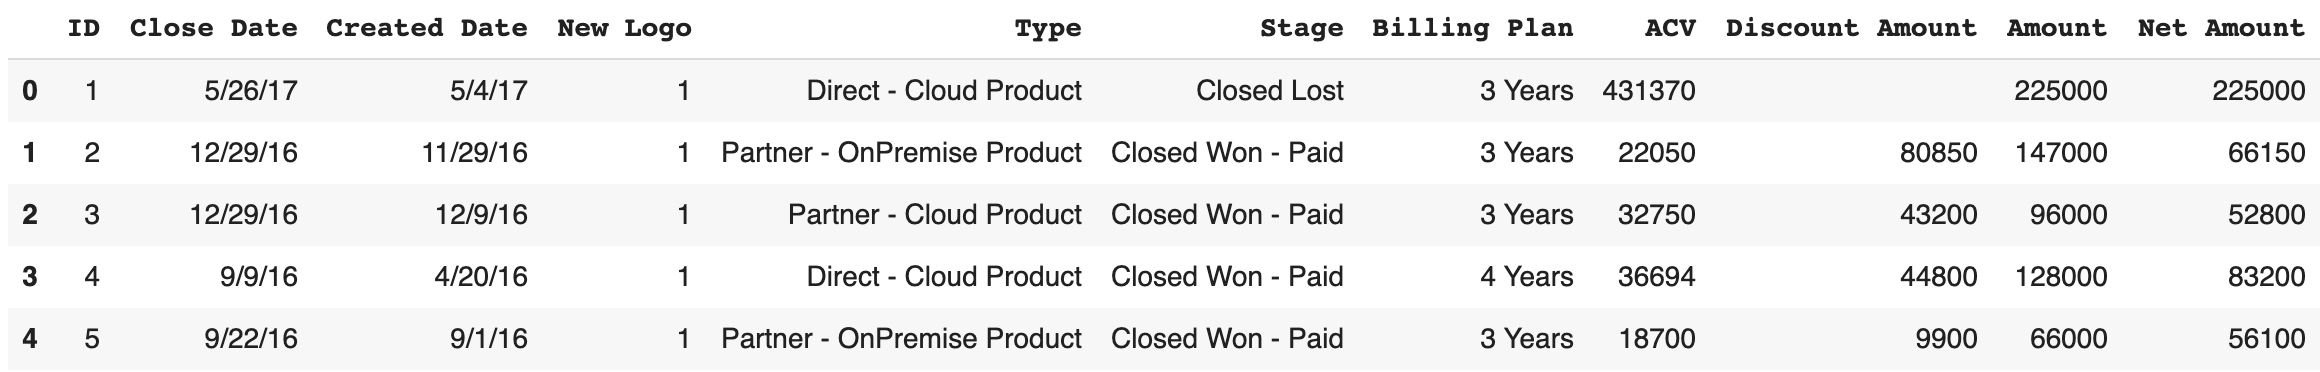 ID Close Date Created Date New Logo Type Stage Billing Plan ACV Discount Amount Amount Net Amount
0 1 5/26/17 5/4/17 1 Direct - Cloud Product Closed Lost 3 Years 431370 225000 225000
1 2 12/29/16 11/29/16 1 Partner - OnPremise Product Closed Won - Paid 3 Years 22050 80850 147000 66150
2 3 12/29/16 12/9/16 1 Partner - Cloud Product Closed Won - Paid 3 Years 32750 43200 96000 52800
3 4 9/9/16 4/20/16 1 Direct - Cloud Product Closed Won - Paid 4 Years 36694 44800 128000 83200
4 5 9/22/16 9/1/16 1 Partner - OnPremise Product Closed Won - Paid 3 Years 18700 9900 66000 56100